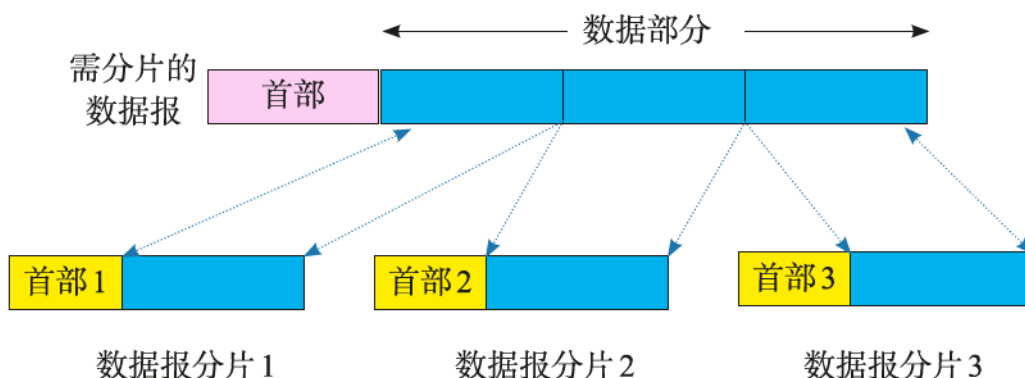 数据部分
需分片的
数据报
首部
首部1
首部2
首部3
数据报分片1
数据报分片2
数据报分片3